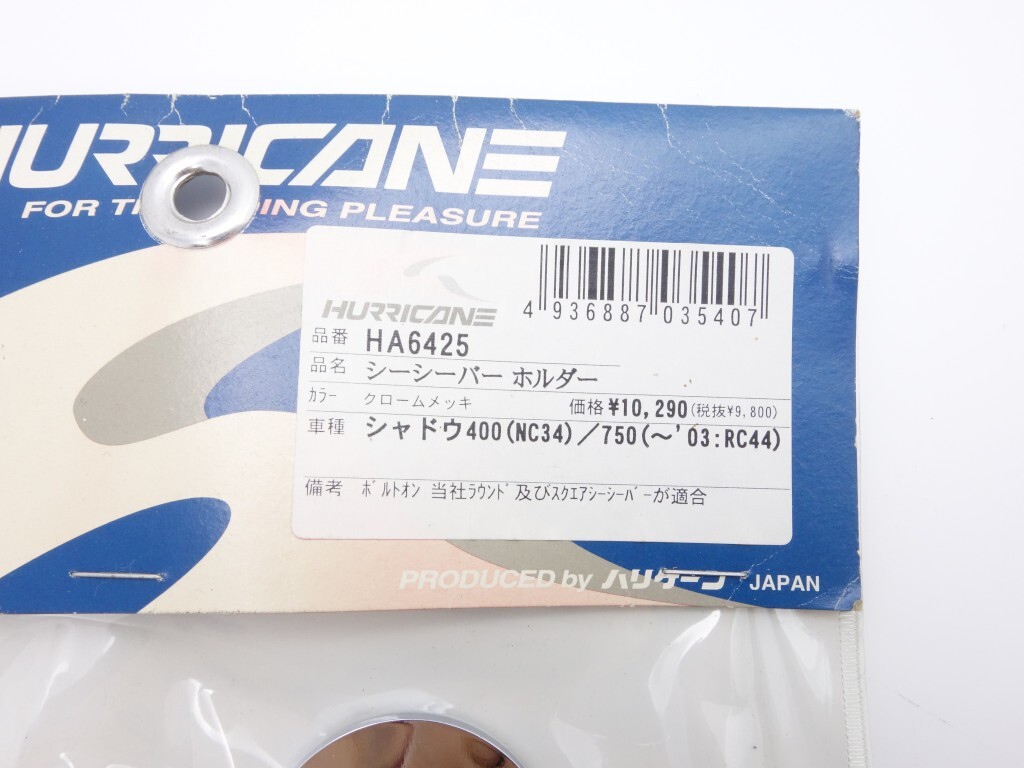 HURRICANE
FOR T  ING PLEASURE
HURRICANE
4 936887 035407
品番 HA6425
品名 シーシーバー ホルダー
ｶﾗｰ クロームメッキ 価格 ¥10,290(税抜¥9,800)
車種 シャドウ400(NC34)／750(〜'03:RC44)
備考 ﾎﾞﾙﾄｵﾝ 当社ﾗｳﾝﾄﾞ及びｽｸｴｱｼｰｼｰﾊﾞｰが適合
PRODUCED by ハリケーン JAPAN